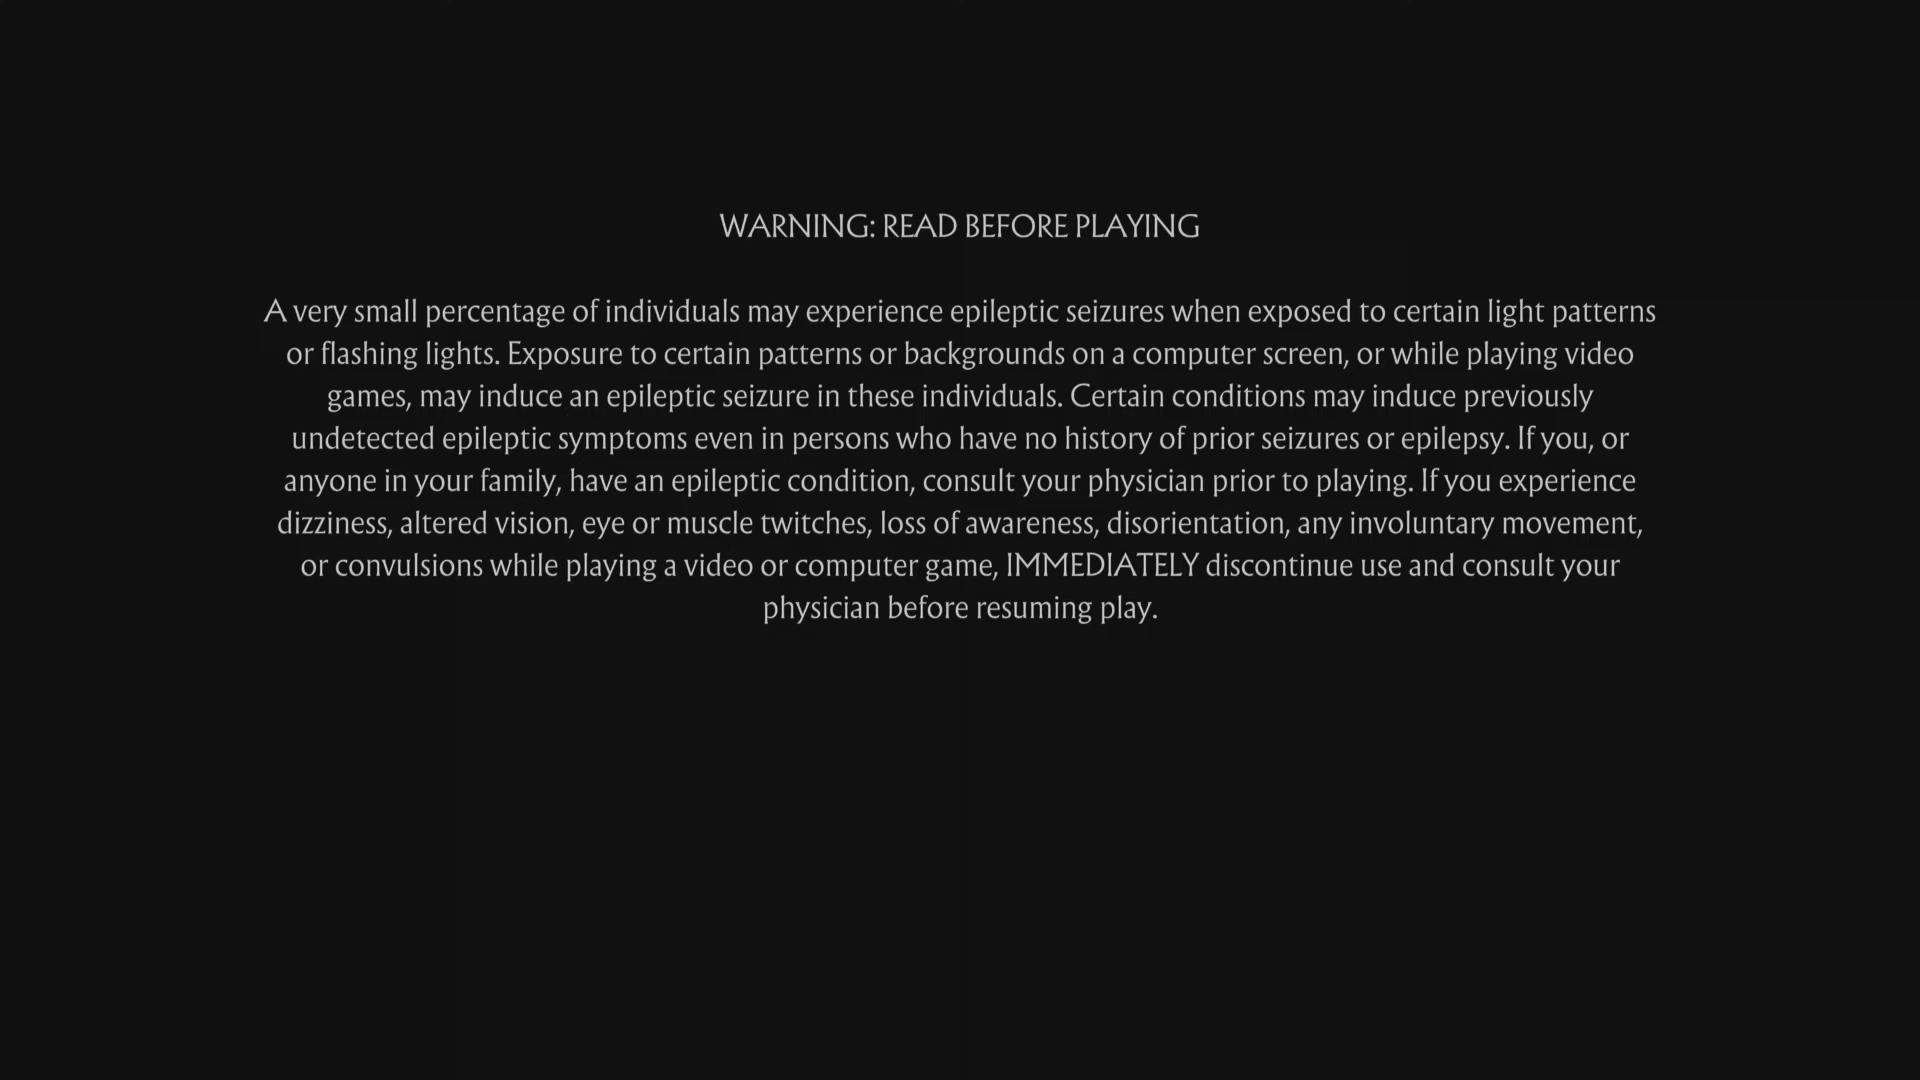 WARNING: READ BEFORE PLAYING
A very small percentage of individuals may experience epileptic seizures when exposed to certain light patterns
or flashing lights. Exposure to certain patterns or backgrounds on a computer screen, or while playing video
games, may induce an epileptic seizure in these individuals. Certain conditions may induce previously
undetected epileptic symptoms even in persons who have no history of prior seizures or epilepsy. If you, or
anyone in your family, have an epileptic condition, consult your physician prior to playing. If you experience
dizziness, altered vision, eye or muscle twitches, loss of awareness, disorientation, any involuntary movement,
or convulsions while playing a video or computer game, IMMEDIATELY discontinue use and consult your
physician before resuming play.